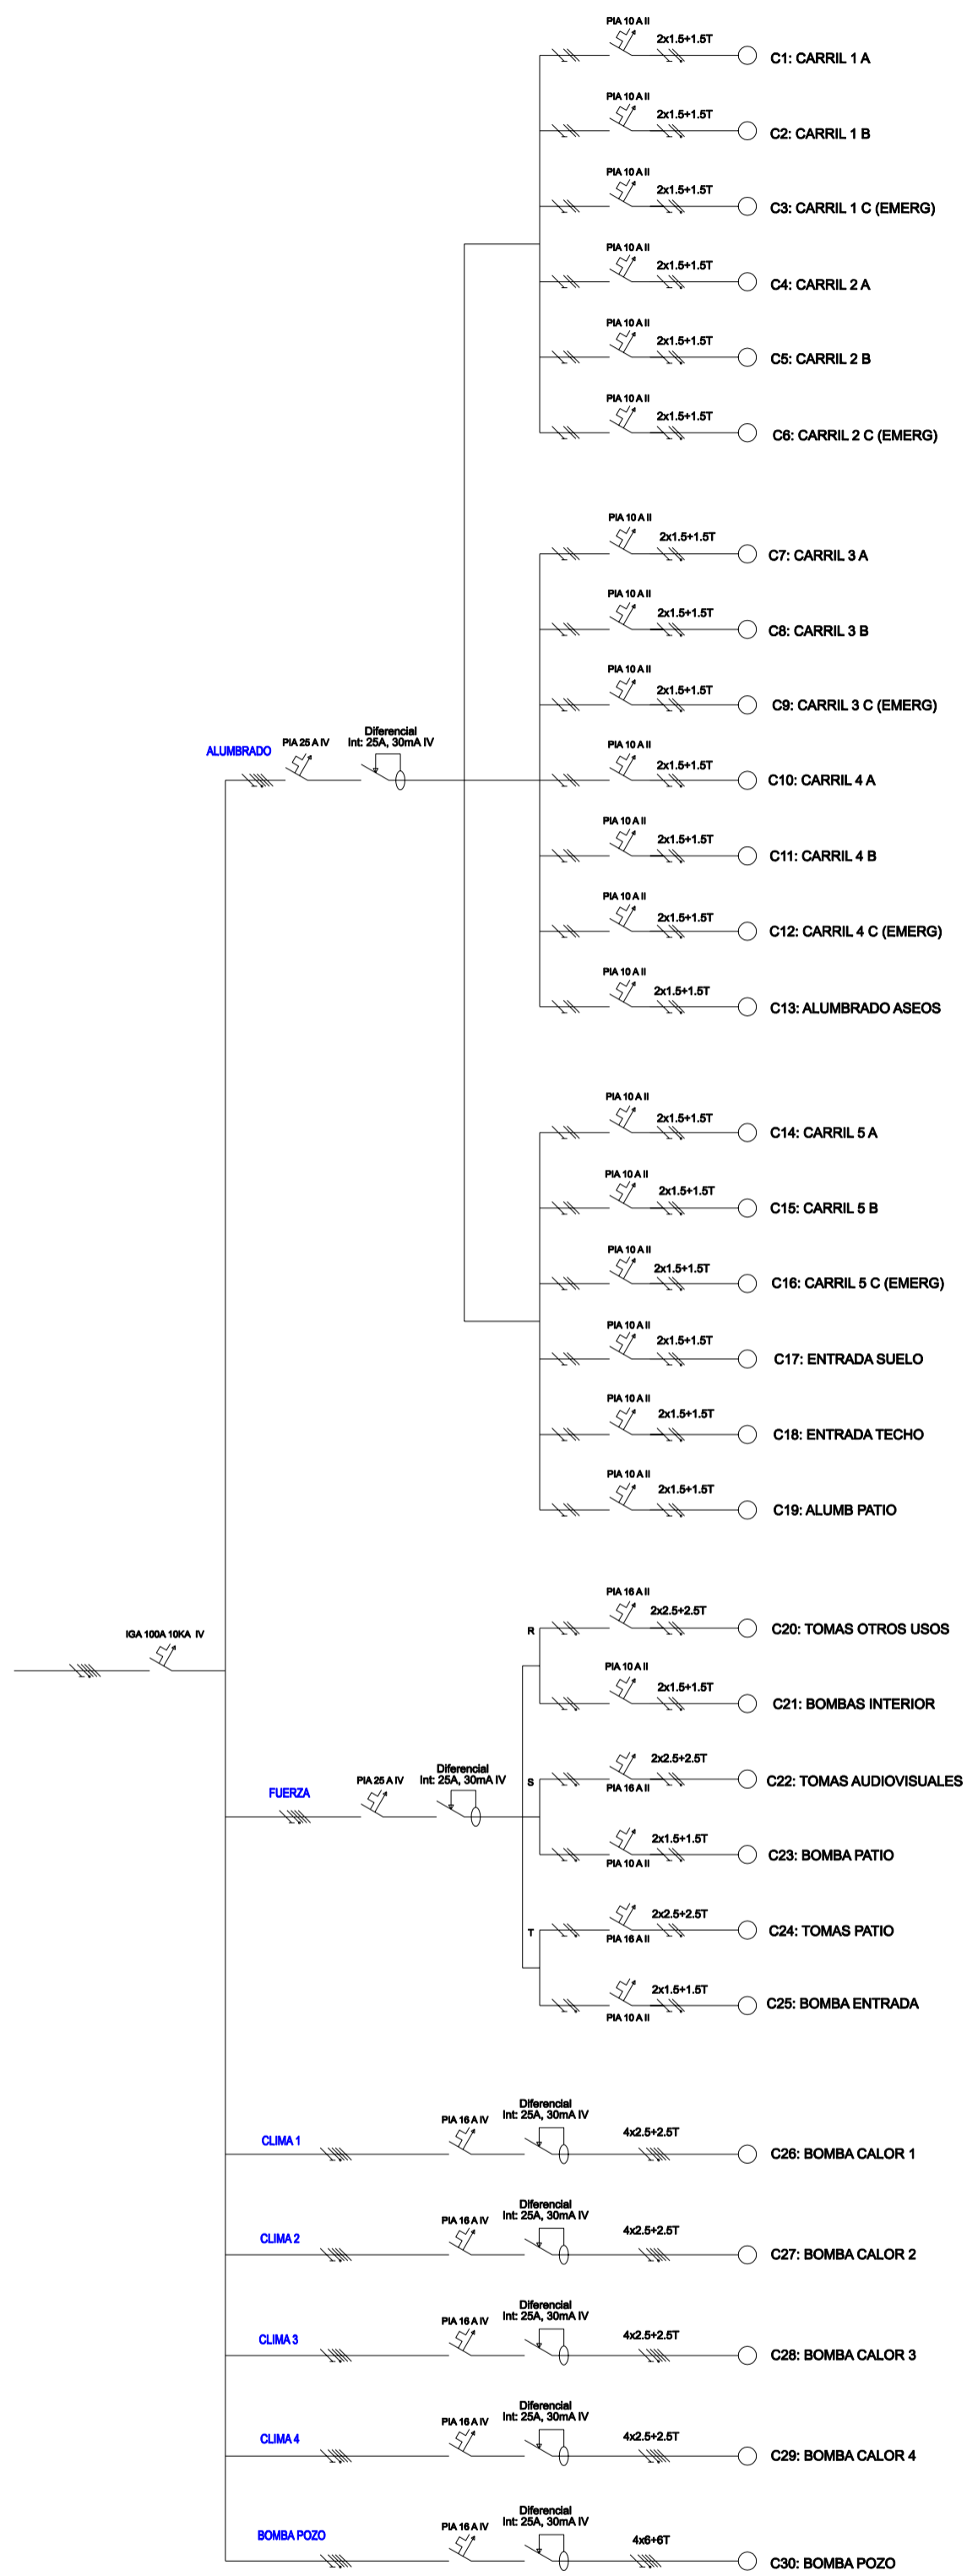 PIA 10 A II
2x1.5+1.5T
C1: CARRIL 1 A
PIA 10 A II
2x1.5+1.5T
C2: CARRIL 1 B
PIA 10 A II
2x1.5+1.5T
C3: CARRIL 1 C (EMERG)
PIA 10 A II
2x1.5+1.5T
C4: CARRIL 2 A
PIA 10 A II
2x1.5+1.5T
C5: CARRIL 2 B
PIA 10 A II
2x1.5+1.5T
C6: CARRIL 2 C (EMERG)
PIA 10 A II
2x1.5+1.5T
C7: CARRIL 3 A
PIA 10 A II
2x1.5+1.5T
C8: CARRIL 3 B
PIA 10 A II
2x1.5+1.5T
C9: CARRIL 3 C (EMERG)
ALUMBRADO
PIA 25 A IV
Diferencial
Int: 25A, 30mA IV
PIA 10 A II
2x1.5+1.5T
C10: CARRIL 4 A
PIA 10 A II
2x1.5+1.5T
C11: CARRIL 4 B
PIA 10 A II
2x1.5+1.5T
C12: CARRIL 4 C (EMERG)
PIA 10 A II
2x1.5+1.5T
C13: ALUMBRADO ASEOS
PIA 10 A II
2x1.5+1.5T
C14: CARRIL 5 A
PIA 10 A II
2x1.5+1.5T
C15: CARRIL 5 B
PIA 10 A II
2x1.5+1.5T
C16: CARRIL 5 C (EMERG)
PIA 10 A II
2x1.5+1.5T
C17: ENTRADA SUELO
PIA 10 A II
2x1.5+1.5T
C18: ENTRADA TECHO
PIA 10 A II
2x1.5+1.5T
C19: ALUMB PATIO
IGA 100A 10KA IV
R
PIA 16 A II
2x2.5+2.5T
C20: TOMAS OTROS USOS
PIA 10 A II
2x1.5+1.5T
C21: BOMBAS INTERIOR
FUERZA
PIA 25 A IV
Diferencial
Int: 25A, 30mA IV
S
2x2.5+2.5T
PIA 16 A II
C22: TOMAS AUDIOVISUALES
2x1.5+1.5T
PIA 10 A II
C23: BOMBA PATIO
T
2x2.5+2.5T
PIA 16 A II
C24: TOMAS PATIO
2x1.5+1.5T
PIA 10 A II
C25: BOMBA ENTRADA
CLIMA 1
PIA 16 A IV
Diferencial
Int: 25A, 30mA IV
4x2.5+2.5T
C26: BOMBA CALOR 1
CLIMA 2
PIA 16 A IV
Diferencial
Int: 25A, 30mA IV
4x2.5+2.5T
C27: BOMBA CALOR 2
CLIMA 3
PIA 16 A IV
Diferencial
Int: 25A, 30mA IV
4x2.5+2.5T
C28: BOMBA CALOR 3
CLIMA 4
PIA 16 A IV
Diferencial
Int: 25A, 30mA IV
4x2.5+2.5T
C29: BOMBA CALOR 4
BOMBA POZO
PIA 16 A IV
Diferencial
Int: 25A, 30mA IV
4x6+6T
C30: BOMBA POZO